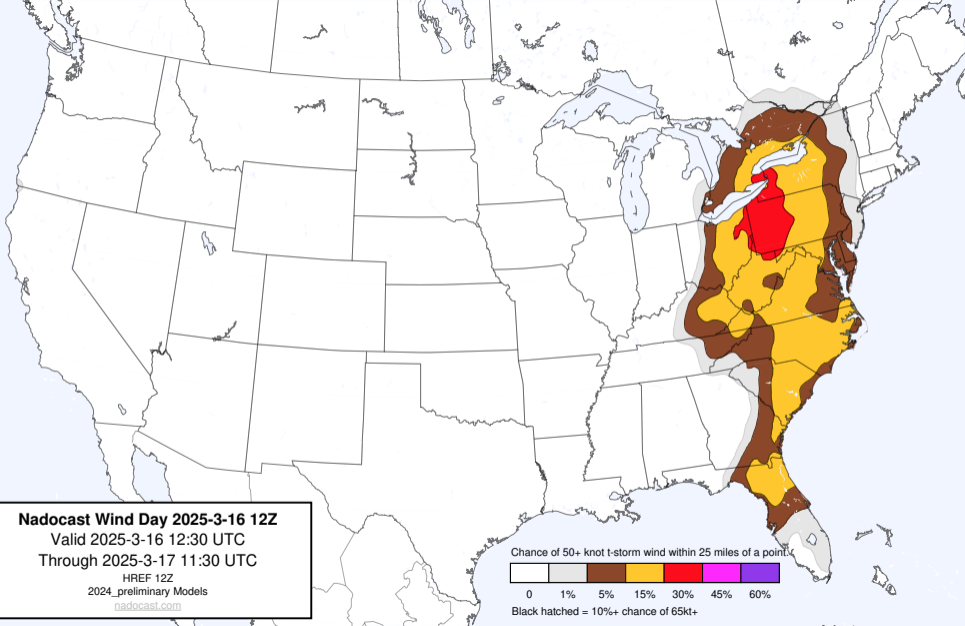 Nadocast Wind Day 2025-3-16 12Z
Valid 2025-3-16 12:30 UTC
Through 2025-3-17 11:30 UTC
HREF 12Z
2024_preliminary Models
nadocast.com
Chance of 50+ knot t-storm wind within 25 miles of a point.
0 1% 5% 15% 30% 45% 60%
Black hatched = 10%+ chance of 65kt+